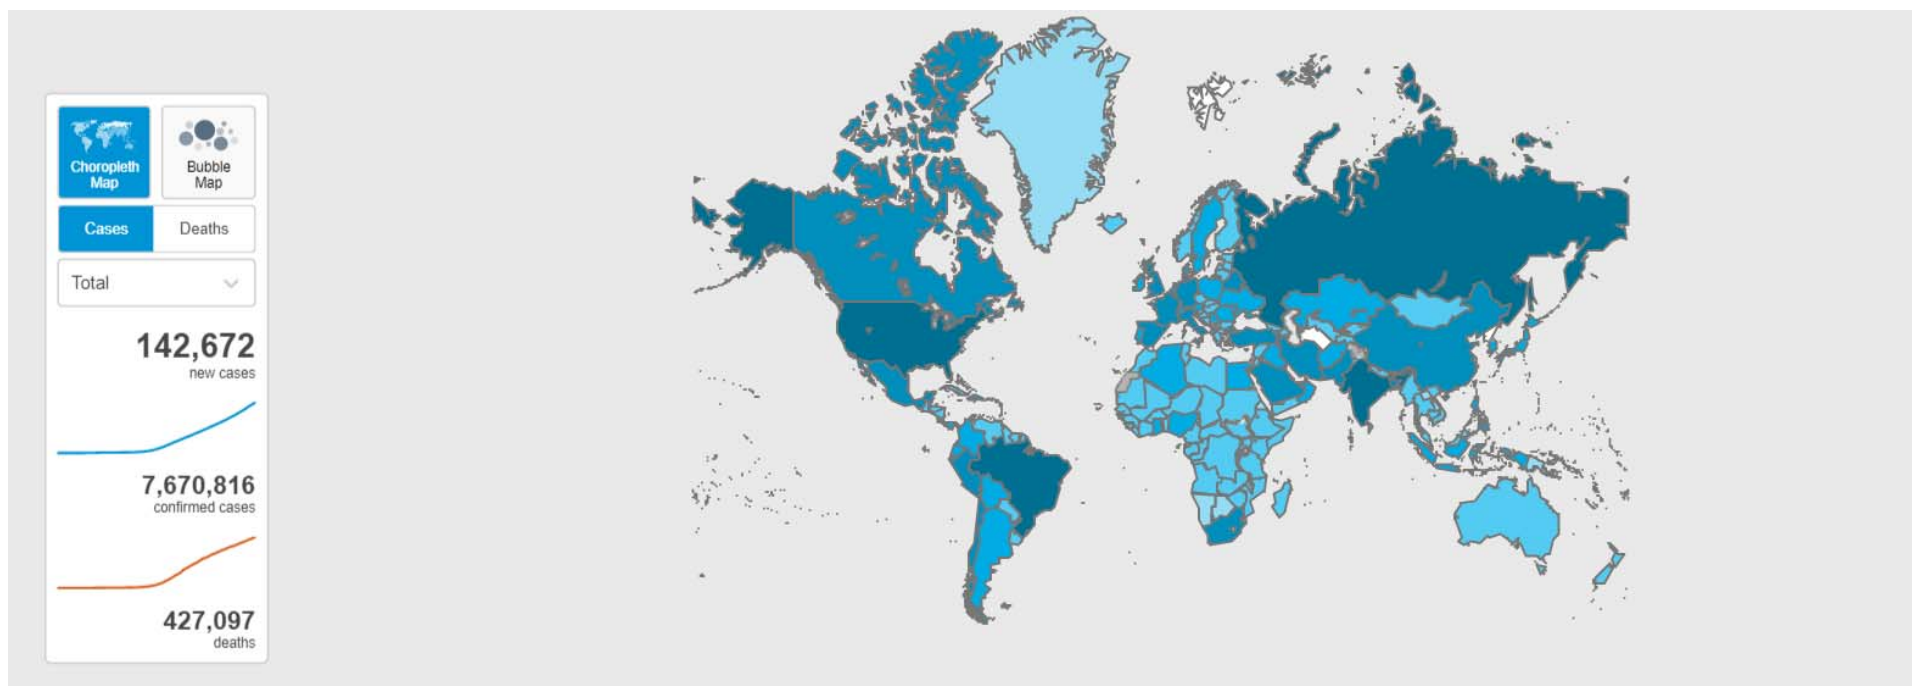 Choropleth
Map
Bubble
Map
Cases
Deaths
Total
142,672
new cases
7,670,816
confirmed cases
427,097
deaths